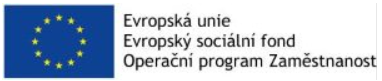 Evropská unie
Evropský sociální fond
Operační program Zaměstnanost